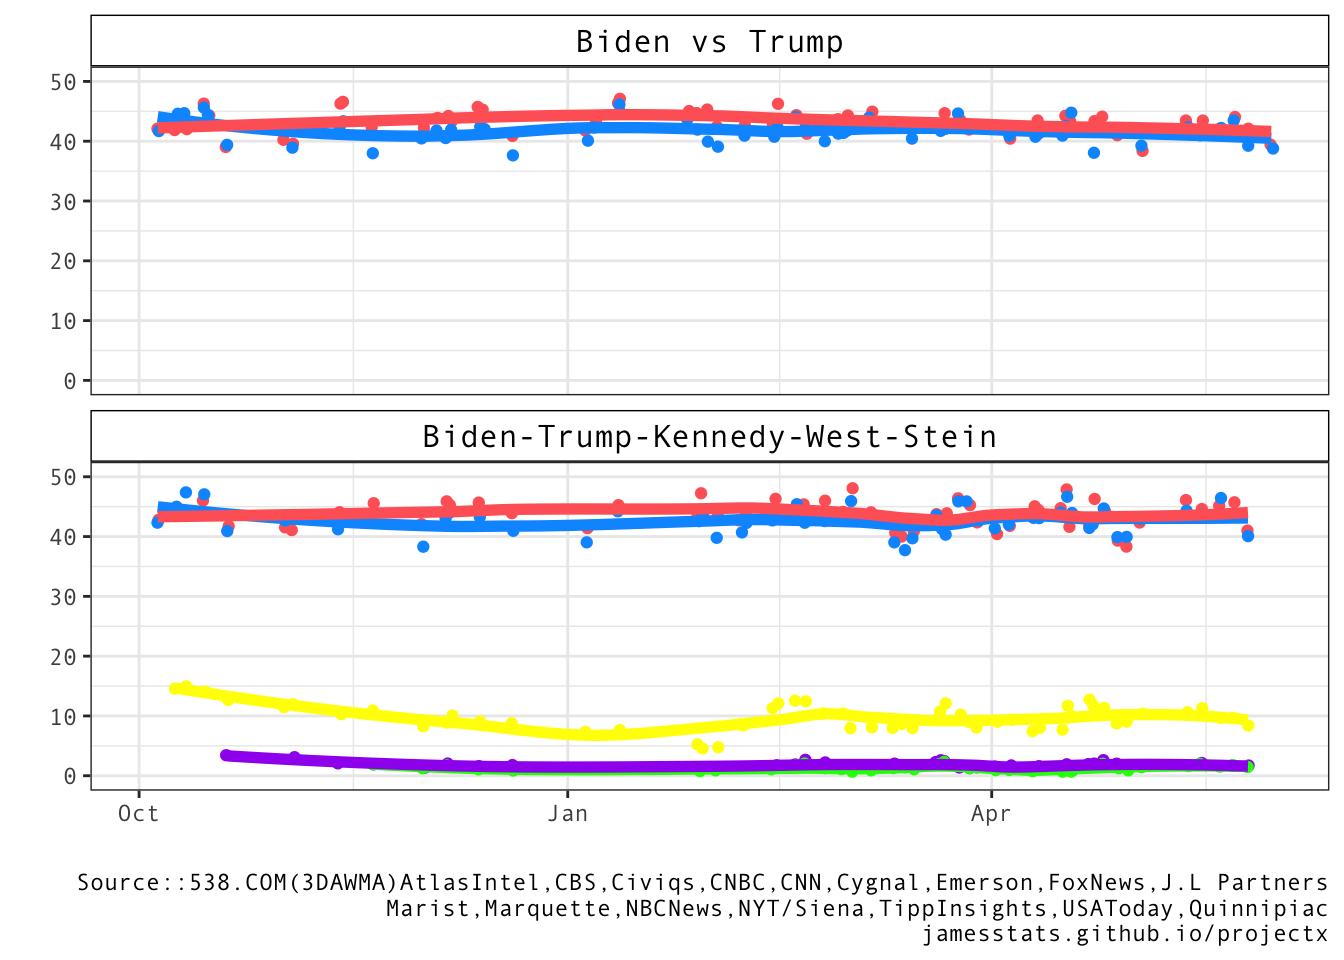 Biden vs Trump
50
40
30
20
10
0
Biden-Trump-Kennedy-West-Stein
50
40
30
20
10
0
Oct Jan Apr
Source::538.COM(3DAWMA)AtlasIntel,CBS,Civiqs,CNBC,CNN,Cygnal,Emerson,FoxNews,J.L Partners
Marist,Marquette,NBCNews,NYT/Siena,TippInsights,USAToday,Quinnipiac
jamesstats.github.io/projectx